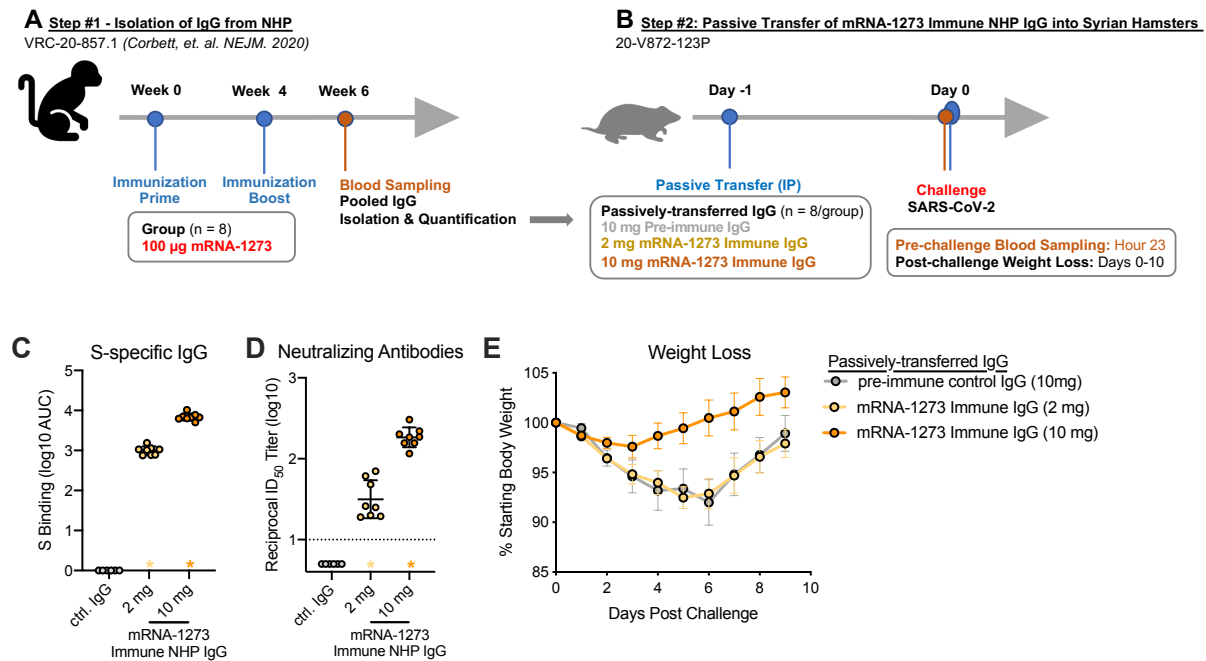 A Step #1 - Isolation of IgG from NHP
VRC-20-857.1 (Corbett, et. al. NEJM. 2020)
Week 0
Week 4
Week 6
Immunization
Prime
Immunization
Boost
Blood Sampling
Pooled IgG
Isolation & Quantification
Group (n = 8)
100 µg mRNA-1273
B Step #2: Passive Transfer of mRNA-1273 Immune NHP IgG into Syrian Hamsters
20-V872-123P
Day -1
Day 0
Passive Transfer (IP)
Passively-transferred IgG (n = 8/group)
10 mg Pre-immune IgG
2 mg mRNA-1273 Immune IgG
10 mg mRNA-1273 Immune IgG
Challenge
SARS-CoV-2
Pre-challenge Blood Sampling: Hour 23
Post-challenge Weight Loss: Days 0-10
C S-specific IgG
S Binding (log10 AUC)
5
4
3
2
1
0
* *
ctrl. IgG
2 mg
10 mg
mRNA-1273
Immune NHP IgG
D Neutralizing Antibodies
Reciprocal ID50 Titer (log10)
3
2
1
* *
ctrl. IgG
2 mg
10 mg
mRNA-1273
Immune NHP IgG
E Weight Loss
% Starting Body Weight
105
100
95
90
85
0 2 4 6 8 10
Days Post Challenge
Passively-transferred IgG
pre-immune control IgG (10mg)
mRNA-1273 Immune IgG (2 mg)
mRNA-1273 Immune IgG (10 mg)